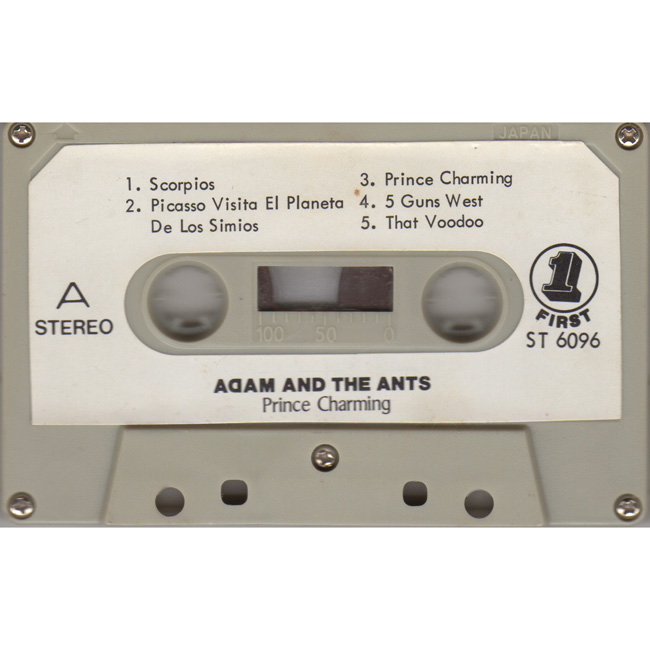 JAPAN
1. Scorpios
2. Picasso Visita El Planeta
De Los Simios
3. Prince Charming
4. 5 Guns West
5. That Voodoo
A
STEREO
1
FIRST
ST 6096
100 50 0
ADAM AND THE ANTS
Prince Charming